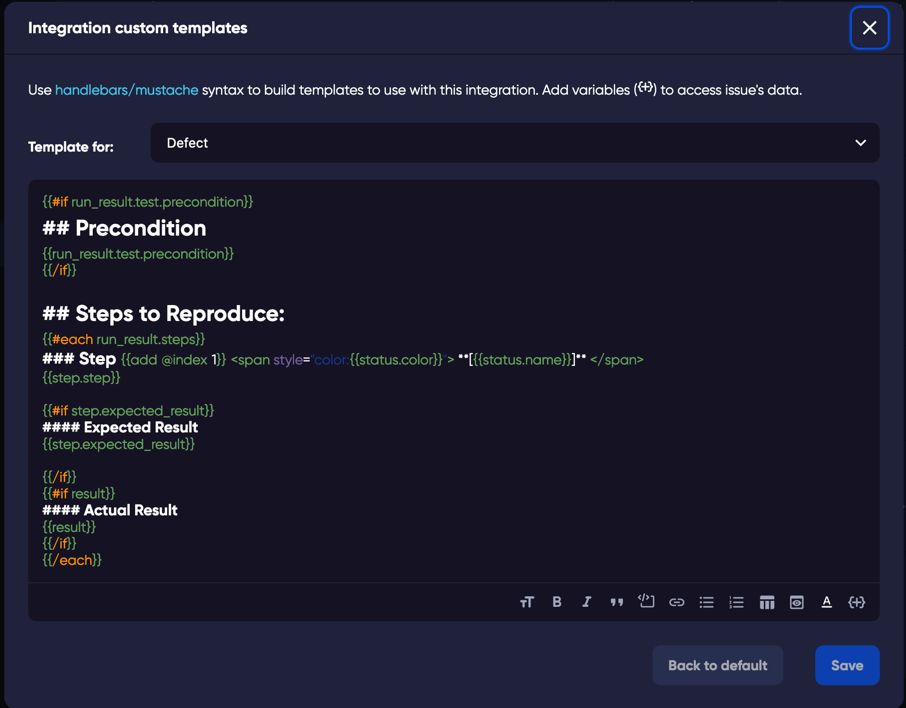 Integration custom templates
Use handlebars/mustache syntax to build templates to use with this integration. Add variables ({+}) to access issue's data.
Template for:
Defect
{{#if run_result.test.precondition}}
## Precondition
{{run_result.test.precondition}}
{{/if}}
## Steps to Reproduce:
{{#each run_result.steps}}
### Step {{add @index 1}} <span style="color:{{status.color}}"> **[{{status.name}}]** </span>
{{step.step}}
{{#if step.expected_result}}
#### Expected Result
{{step.expected_result}}
{{/if}}
{{#if result}}
#### Actual Result
{{result}}
{{/if}}
{{/each}}
TT B I A {+}
Back to default
Save